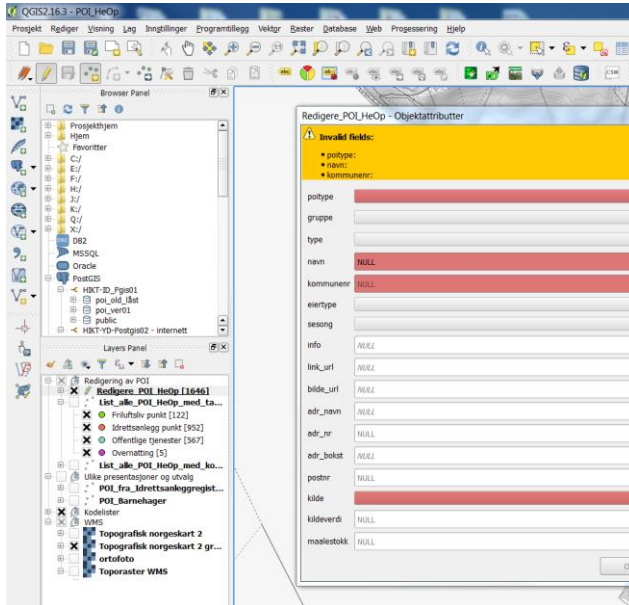 QGIS2.16.3 - POI_HeOp
Prosjekt Rediger Visning Lag Innstillinger Programtillegg Vektor Raster Database Web Prosessering Hjelp
Browser Panel
Prosjekthjem
Hjem
Favoritter
C:/
E:/
F:/
H:/
J:/
K:/
Q:/
X:/
DB2
MSSQL
Oracle
PostGIS
HIKT-ID_Pgis01
poi_old_låst
poi_ver01
public
HIKT-YD-Postgis02 - internett
Layers Panel
Redigering av POI
Redigere_POI_HeOp [1646]
List_alle_POI_HeOp_med_ta...
Friluftsliv punkt [122]
Idrettsanlegg punkt [952]
Offentlige tjenester [567]
Overnatting [5]
List_alle_POI_HeOp_med_ko...
Ulike presentasjoner og utvalg
POI_fra_Idrettsanleggregist...
POI_Barnehager
Kodelister
WMS
Topografisk norgeskart 2
Topografisk norgeskart 2 gr...
ortofoto
Toporaster WMS
Redigere_POI_HeOp - Objektattributter
Invalid fields:
• poitype:
• navn:
• kommunenr:
poitype
gruppe
type
navn NULL
kommunenr NULL
eiertype
sesong
info NULL
link_url NULL
bilde_url NULL
adr_navn NULL
adr_nr NULL
adr_bokst NULL
postnr NULL
kilde
kildeverdi NULL
maalestokk NULL